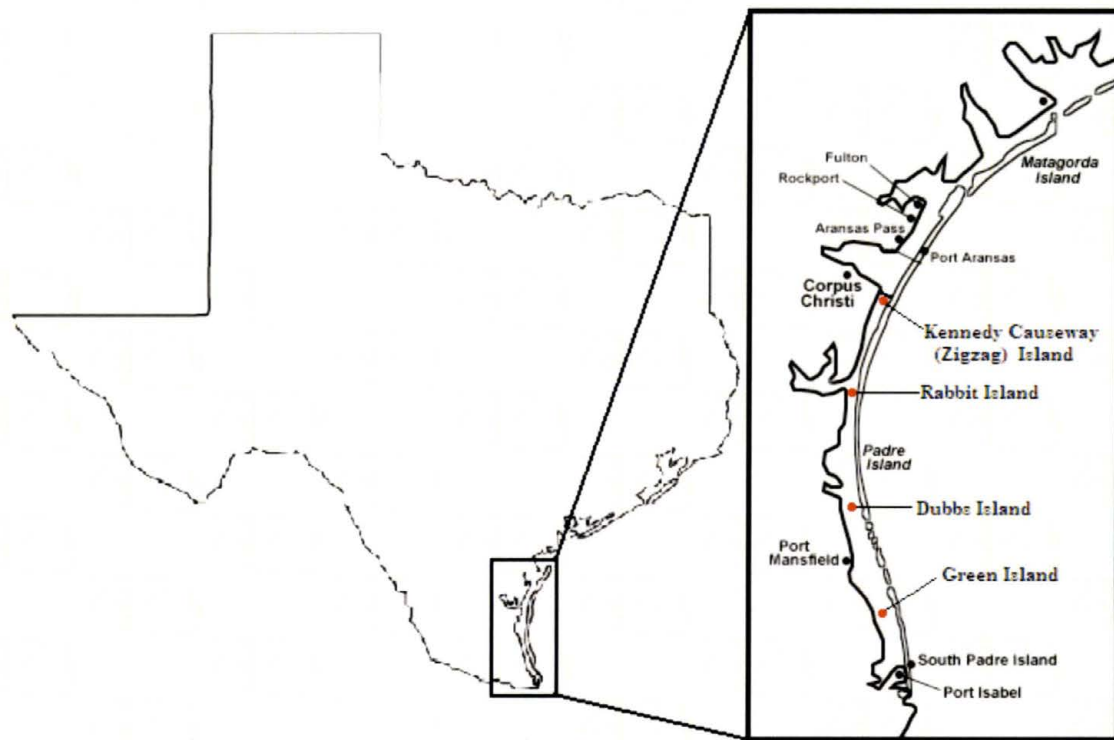 Matagorda
Island
Fulton
Rockport
Aransas Pass
Port Aransas
Corpus
Christi
Kennedy Causeway
(Zigzag) Island
Rabbit Island
Padre
Island
Dubbs Island
Port
Mansfield
Green Island
South Padre Island
Port Isabel